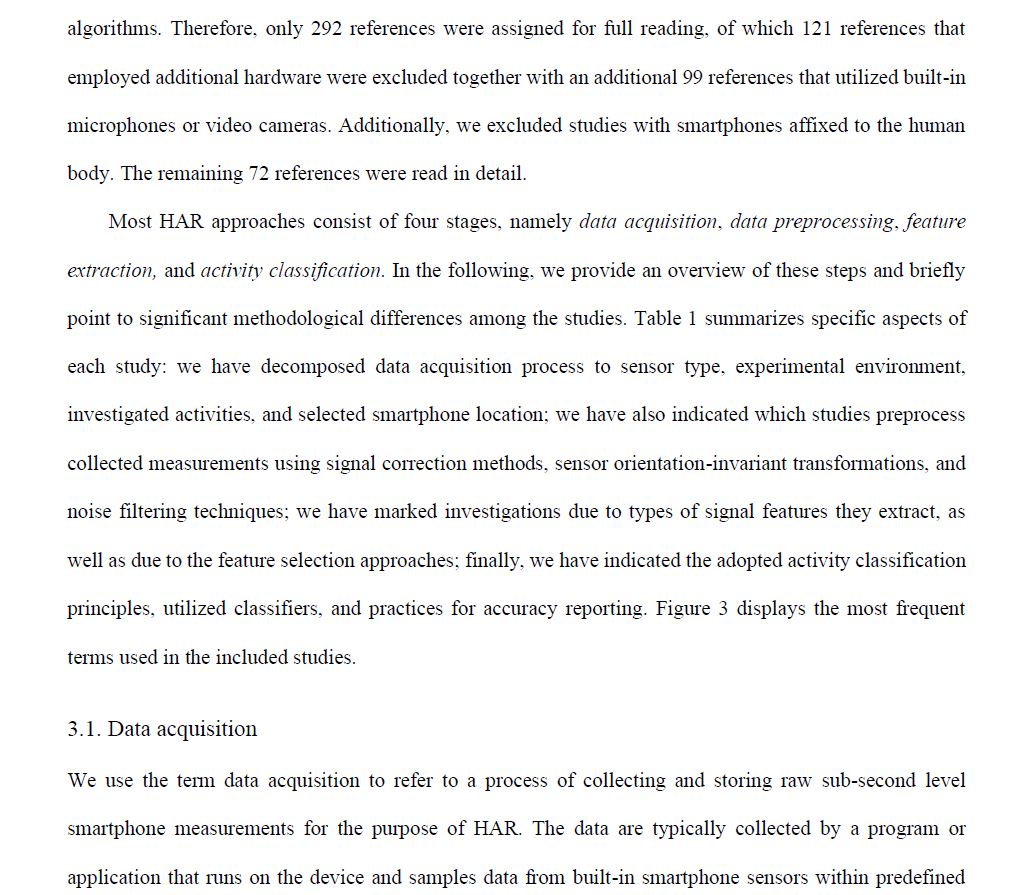 algorithms. Therefore, only 292 references were assigned for full reading, of which 121 references that
employed additional hardware were excluded together with an additional 99 references that utilized built-in
microphones or video cameras. Additionally, we excluded studies with smartphones affixed to the human
body. The remaining 72 references were read in detail.
Most HAR approaches consist of four stages, namely data acquisition, data preprocessing, feature
extraction, and activity classification. In the following, we provide an overview of these steps and briefly
point to significant methodological differences among the studies. Table 1 summarizes specific aspects of
each study: we have decomposed data acquisition process to sensor type, experimental environment,
investigated activities, and selected smartphone location; we have also indicated which studies preprocess
collected measurements using signal correction methods, sensor orientation-invariant transformations, and
noise filtering techniques; we have marked investigations due to types of signal features they extract, as
well as due to the feature selection approaches; finally, we have indicated the adopted activity classification
principles, utilized classifiers, and practices for accuracy reporting. Figure 3 displays the most frequent
terms used in the included studies.
3.1. Data acquisition
We use the term data acquisition to refer to a process of collecting and storing raw sub-second level
smartphone measurements for the purpose of HAR. The data are typically collected by a program or
application that runs on the device and samples data from built-in smartphone sensors within predefined